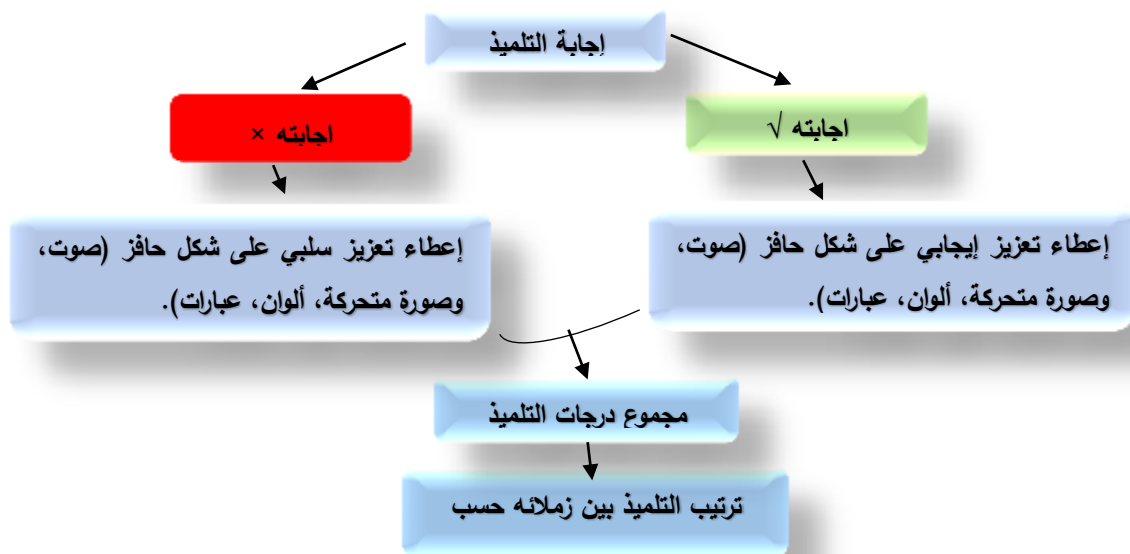 إجابة التلميذ
اجابته √
اجابته ×
إعطاء تعزيز إيجابي على شكل حافز (صوت،
وصورة متحركة، ألوان، عبارات).
إعطاء تعزيز سلبي على شكل حافز (صوت،
وصورة متحركة، ألوان، عبارات).
مجموع درجات التلميذ
ترتيب التلميذ بين زملائه حسب